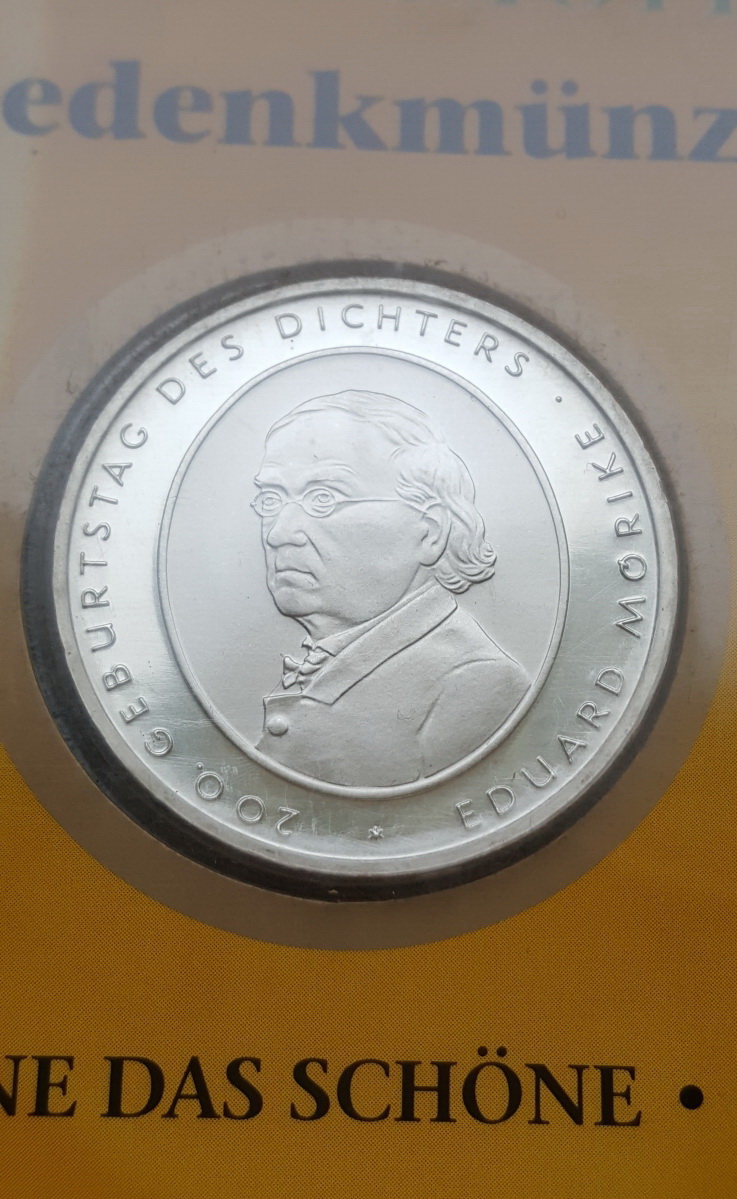 edenkmünz
200. GEBURTSTAG DES DICHTERS · EDUARD MÖRIKE
NE DAS SCHÖNE •